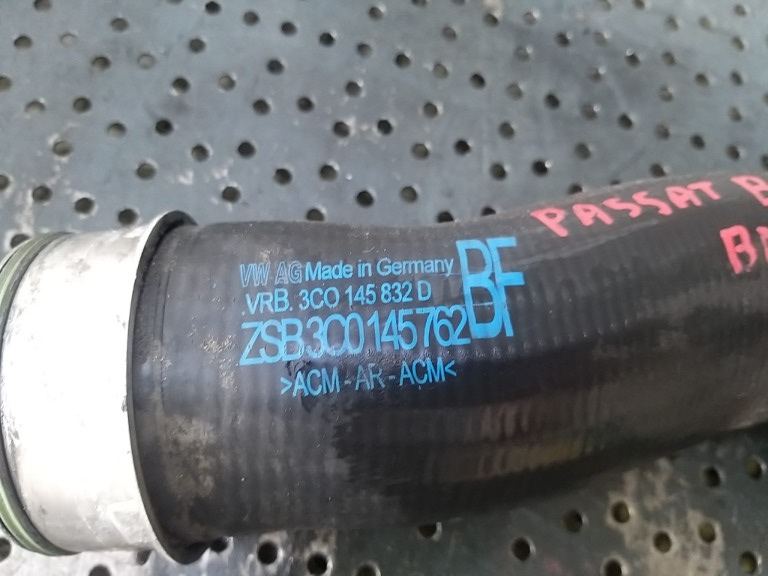 VW AG Made in Germany
VRB. 3C0 145 832 D
ZSB 3C0 145 762 BF
>ACM-AR-ACM<
PASSAT